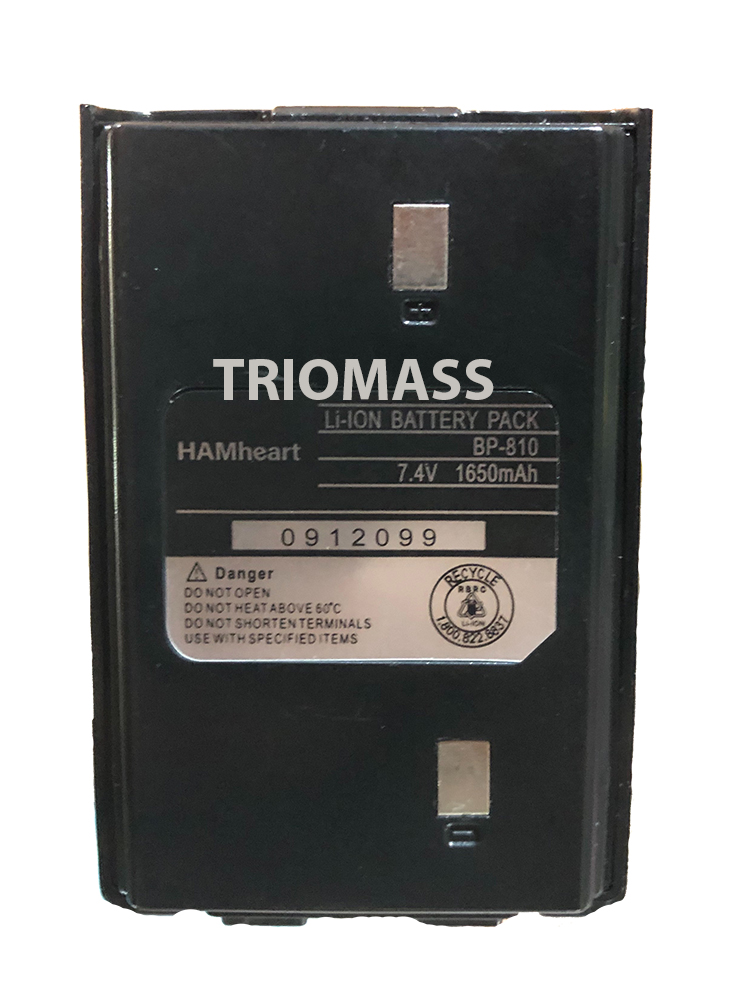 +
TRIOMASS
Li-ION BATTERY PACK
HAMheart
BP-810
7.4V 1650mAh
0912099
⚠ Danger
DO NOT OPEN
DO NOT HEAT ABOVE 60°C
DO NOT SHORTEN TERMINALS
USE WITH SPECIFIED ITEMS
RECYCLE
RBRC
Li-ION
1.800.822.8837
-